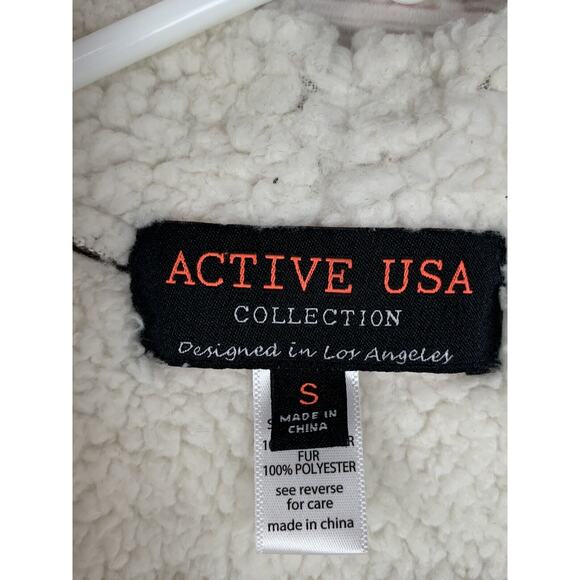 ACTIVE USA
COLLECTION
Designed in Los Angeles
S
MADE IN
CHINA
FUR
100% POLYESTER
see reverse
for care
made in china